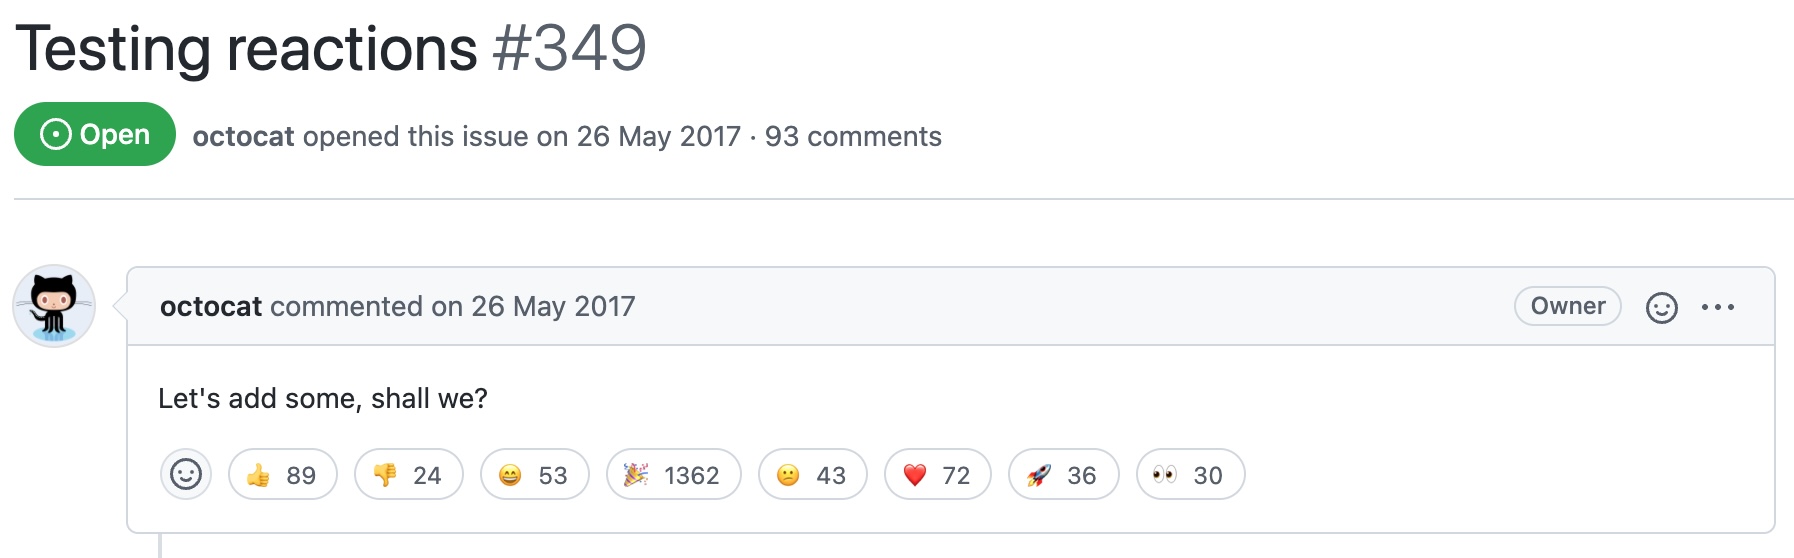 Testing reactions #349
Open octocat opened this issue on 26 May 2017 · 93 comments
octocat commented on 26 May 2017 Owner
Let's add some, shall we?
👍 89 👎 24 😄 53 🎉 1362 😕 43 ❤️ 72 🚀 36 👀 30